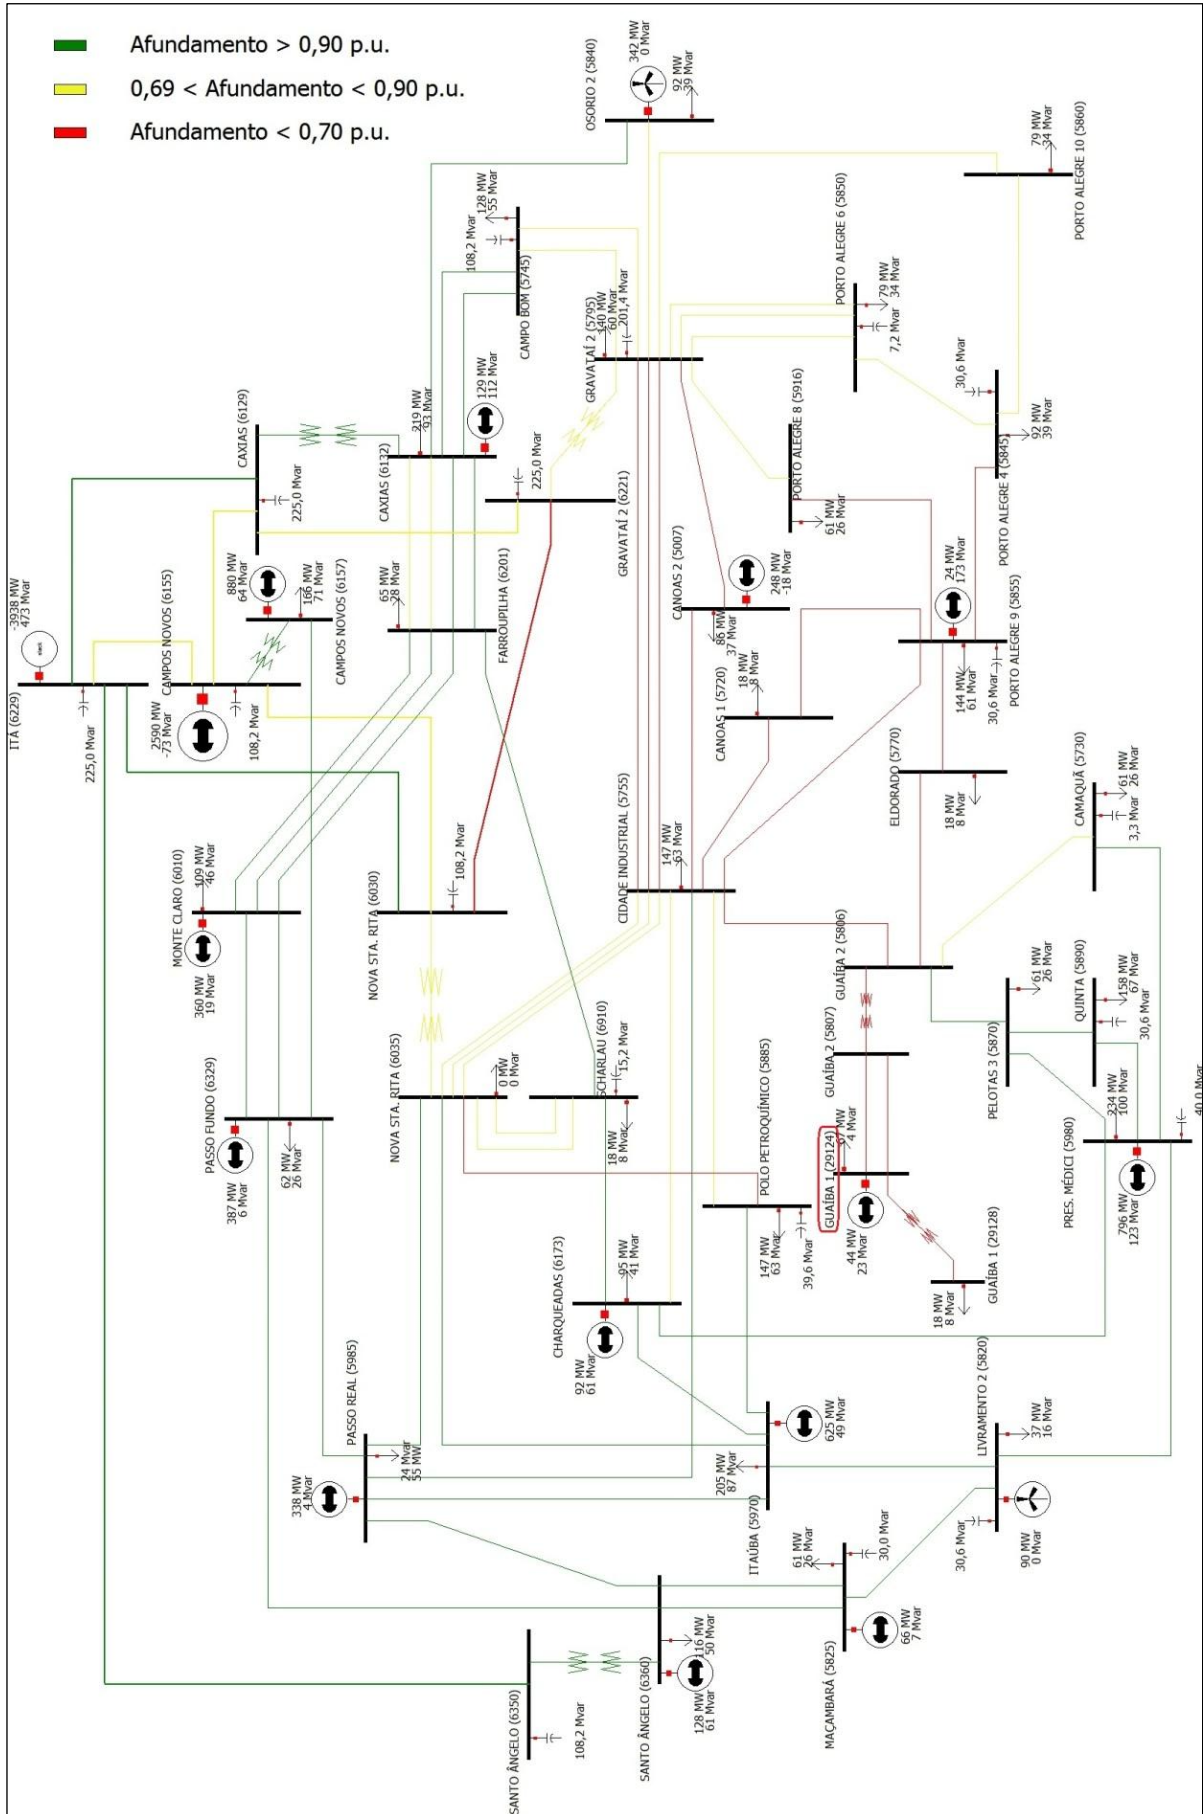 Afundamento > 0,90 p.u.
0,69 < Afundamento < 0,90 p.u.
Afundamento < 0,70 p.u.
OSORIO 2 (5840)
342 MW
0 Mvar
92 MW
39 Mvar
PORTO ALEGRE 10 (5860)
79 MW
34 Mvar
CAMPO BOM (5745)
108,2 Mvar
128 MW
55 Mvar
PORTO ALEGRE 6 (5850)
79 MW
34 Mvar
7,2 Mvar
GRAVATAÍ 2 (5795)
140 MW
60 Mvar
201,4 Mvar
CAXIAS (6129)
225,0 Mvar
CAXIAS (6132)
219 MW
93 Mvar
129 MW
112 Mvar
PORTO ALEGRE 8 (5916)
61 MW
26 Mvar
PORTO ALEGRE 4 (5845)
30,6 Mvar
92 MW
39 Mvar
GRAVATAÍ 2 (6221)
225,0 Mvar
CAMPOS NOVOS (6157)
880 MW
64 Mvar
166 MW
71 Mvar
FARROUPILHA (6201)
65 MW
28 Mvar
CANOAS 2 (5007)
248 MW
-18 Mvar
86 MW
37 Mvar
PORTO ALEGRE 9 (5855)
24 MW
173 Mvar
144 MW
61 Mvar
30,6 Mvar
ITÁ (6229)
-3938 MW
473 Mvar
225,0 Mvar
CAMPOS NOVOS (6155)
2590 MW
-73 Mvar
108,2 Mvar
CANOAS 1 (5720)
18 MW
8 Mvar
ELDORADO (5770)
18 MW
8 Mvar
CAMAQUÃ (5730)
61 MW
26 Mvar
3,3 Mvar
MONTE CLARO (6010)
109 MW
46 Mvar
360 MW
19 Mvar
NOVA STA. RITA (6030)
108,2 Mvar
CIDADE INDUSTRIAL (5755)
147 MW
63 Mvar
GUAÍBA 2 (5806)
PELOTAS 3 (5870)
61 MW
26 Mvar
QUINTA (5890)
158 MW
67 Mvar
30,6 Mvar
PASSO FUNDO (6329)
387 MW
6 Mvar
62 MW
26 Mvar
NOVA STA. RITA (6035)
0 MW
0 Mvar
SCHARLAU (6910)
15,2 Mvar
18 MW
8 Mvar
GUAÍBA 2 (5807)
GUAÍBA 1 (29124)
67 MW
4 Mvar
44 MW
23 Mvar
PRES. MÉDICI (5980)
234 MW
100 Mvar
40,0 Mvar
796 MW
123 Mvar
POLO PETROQUÍMICO (5885)
147 MW
63 Mvar
39,6 Mvar
GUAÍBA 1 (29128)
18 MW
8 Mvar
CHARQUEADAS (6173)
95 MW
41 Mvar
92 MW
61 Mvar
PASSO REAL (5985)
338 MW
4 Mvar
24 Mvar
55 MW
ITAÚBA (5970)
625 MW
49 Mvar
205 MW
87 Mvar
LIVRAMENTO 2 (5820)
37 MW
16 Mvar
30,6 Mvar
90 MW
0 Mvar
MAÇAMBARÁ (5825)
61 MW
26 Mvar
30,0 Mvar
66 MW
7 Mvar
SANTO ÂNGELO (6360)
116 MW
50 Mvar
128 MW
61 Mvar
SANTO ÂNGELO (6350)
108,2 Mvar